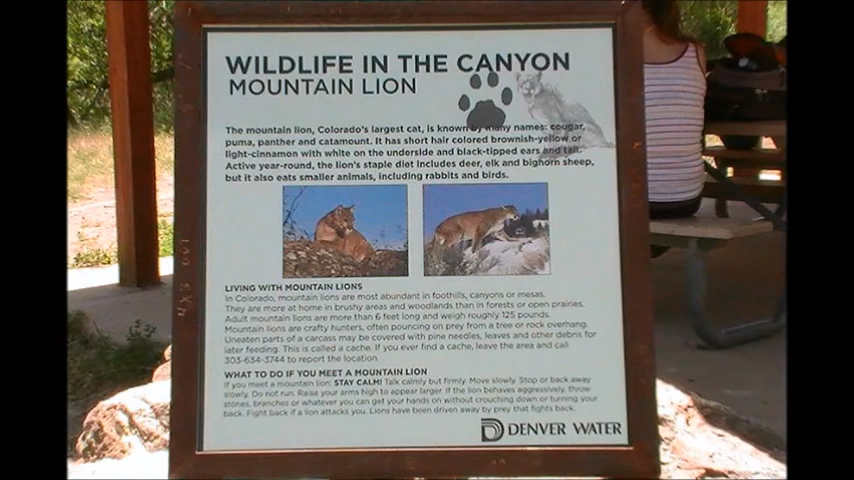 WILDLIFE IN THE CANYON
MOUNTAIN LION
The mountain lion, Colorado's largest cat, is known by many names: cougar,
puma, panther and catamount. It has short hair colored brownish-yellow or
light-cinnamon with white on the underside and black-tipped ears and tail.
Active year-round, the lion's staple diet includes deer, elk and bighorn sheep,
but it also eats smaller animals, including rabbits and birds.
LIVING WITH MOUNTAIN LIONS
In Colorado, mountain lions are most abundant in foothills, canyons or mesas.
They are more at home in brushy areas and woodlands than in forests or open prairies.
Adult mountain lions are more than 6 feet long and weigh roughly 125 pounds.
Mountain lions are crafty hunters, often pouncing on prey from a tree or rock overhang.
Uneaten parts of a carcass may be covered with pine needles, leaves and other debris for
later feeding. This is called a cache. If you ever find a cache, leave the area and call
303-634-3744 to report the location.
WHAT TO DO IF YOU MEET A MOUNTAIN LION
If you meet a mountain lion: STAY CALM! Talk calmly but firmly. Move slowly. Stop or back away
slowly. Do not run. Raise your arms high to appear larger. If the lion behaves aggressively, throw
stones, branches or whatever you can get your hands on without crouching down or turning your
back. Fight back if a lion attacks you. Lions have been driven away by prey that fights back.
DENVER WATER